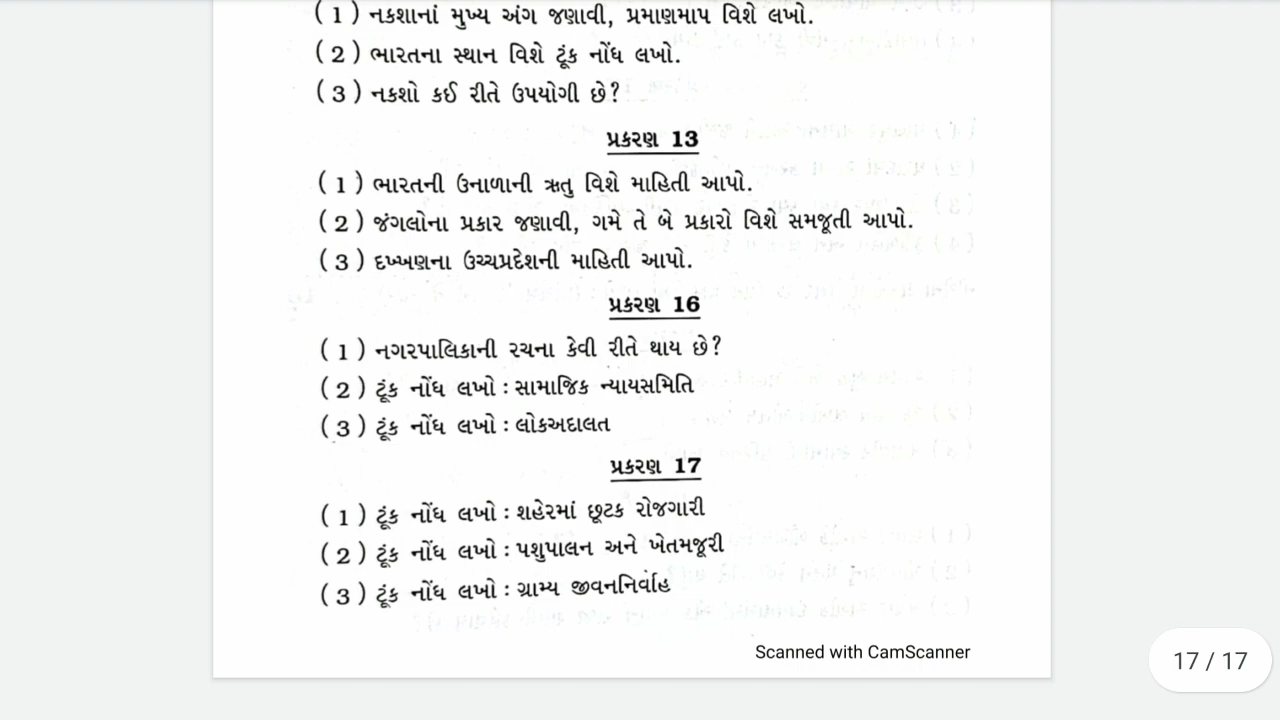 (1) નકશાનાં મુખ્ય અંગ જણાવી, પ્રમાણમાપ વિશે લખો.
(2) ભારતના સ્થાન વિશે ટૂંક નોંધ લખો.
(3) નકશો કઈ રીતે ઉપયોગી છે?
પ્રકરણ 13
(1) ભારતની ઉનાળાની ઋતુ વિશે માહિતી આપો.
(2) જંગલોના પ્રકાર જણાવી, ગમે તે બે પ્રકારો વિશે સમજૂતી આપો.
(3) દખ્ખણના ઉચ્ચપ્રદેશની માહિતી આપો.
પ્રકરણ 16
(1) નગરપાલિકાની રચના કેવી રીતે થાય છે?
(2) ટૂંક નોંધ લખો : સામાજિક ન્યાયસમિતિ
(3) ટૂંક નોંધ લખો : લોકઅદાલત
પ્રકરણ 17
(1) ટૂંક નોંધ લખો : શહેરમાં છૂટક રોજગારી
(2) ટૂંક નોંધ લખો : પશુપાલન અને ખેતમજૂરી
(3) ટૂંક નોંધ લખો : ગ્રામ્ય જીવનનિર્વાહ
Scanned with CamScanner
17 / 17